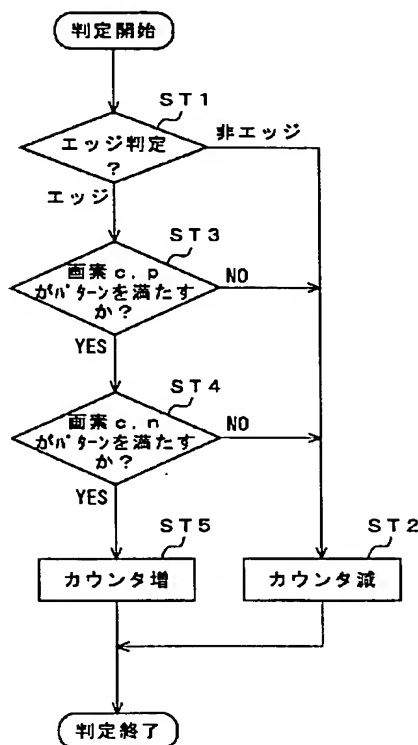 判定開始
ST1
エッジ判定
?
非エッジ
エッジ
ST3
画素c,p
がパターンを満たす
か?
NO
YES
ST4
画素c,n
がパターンを満たす
か?
NO
YES
ST5
カウンタ増
ST2
カウンタ減
判定終了